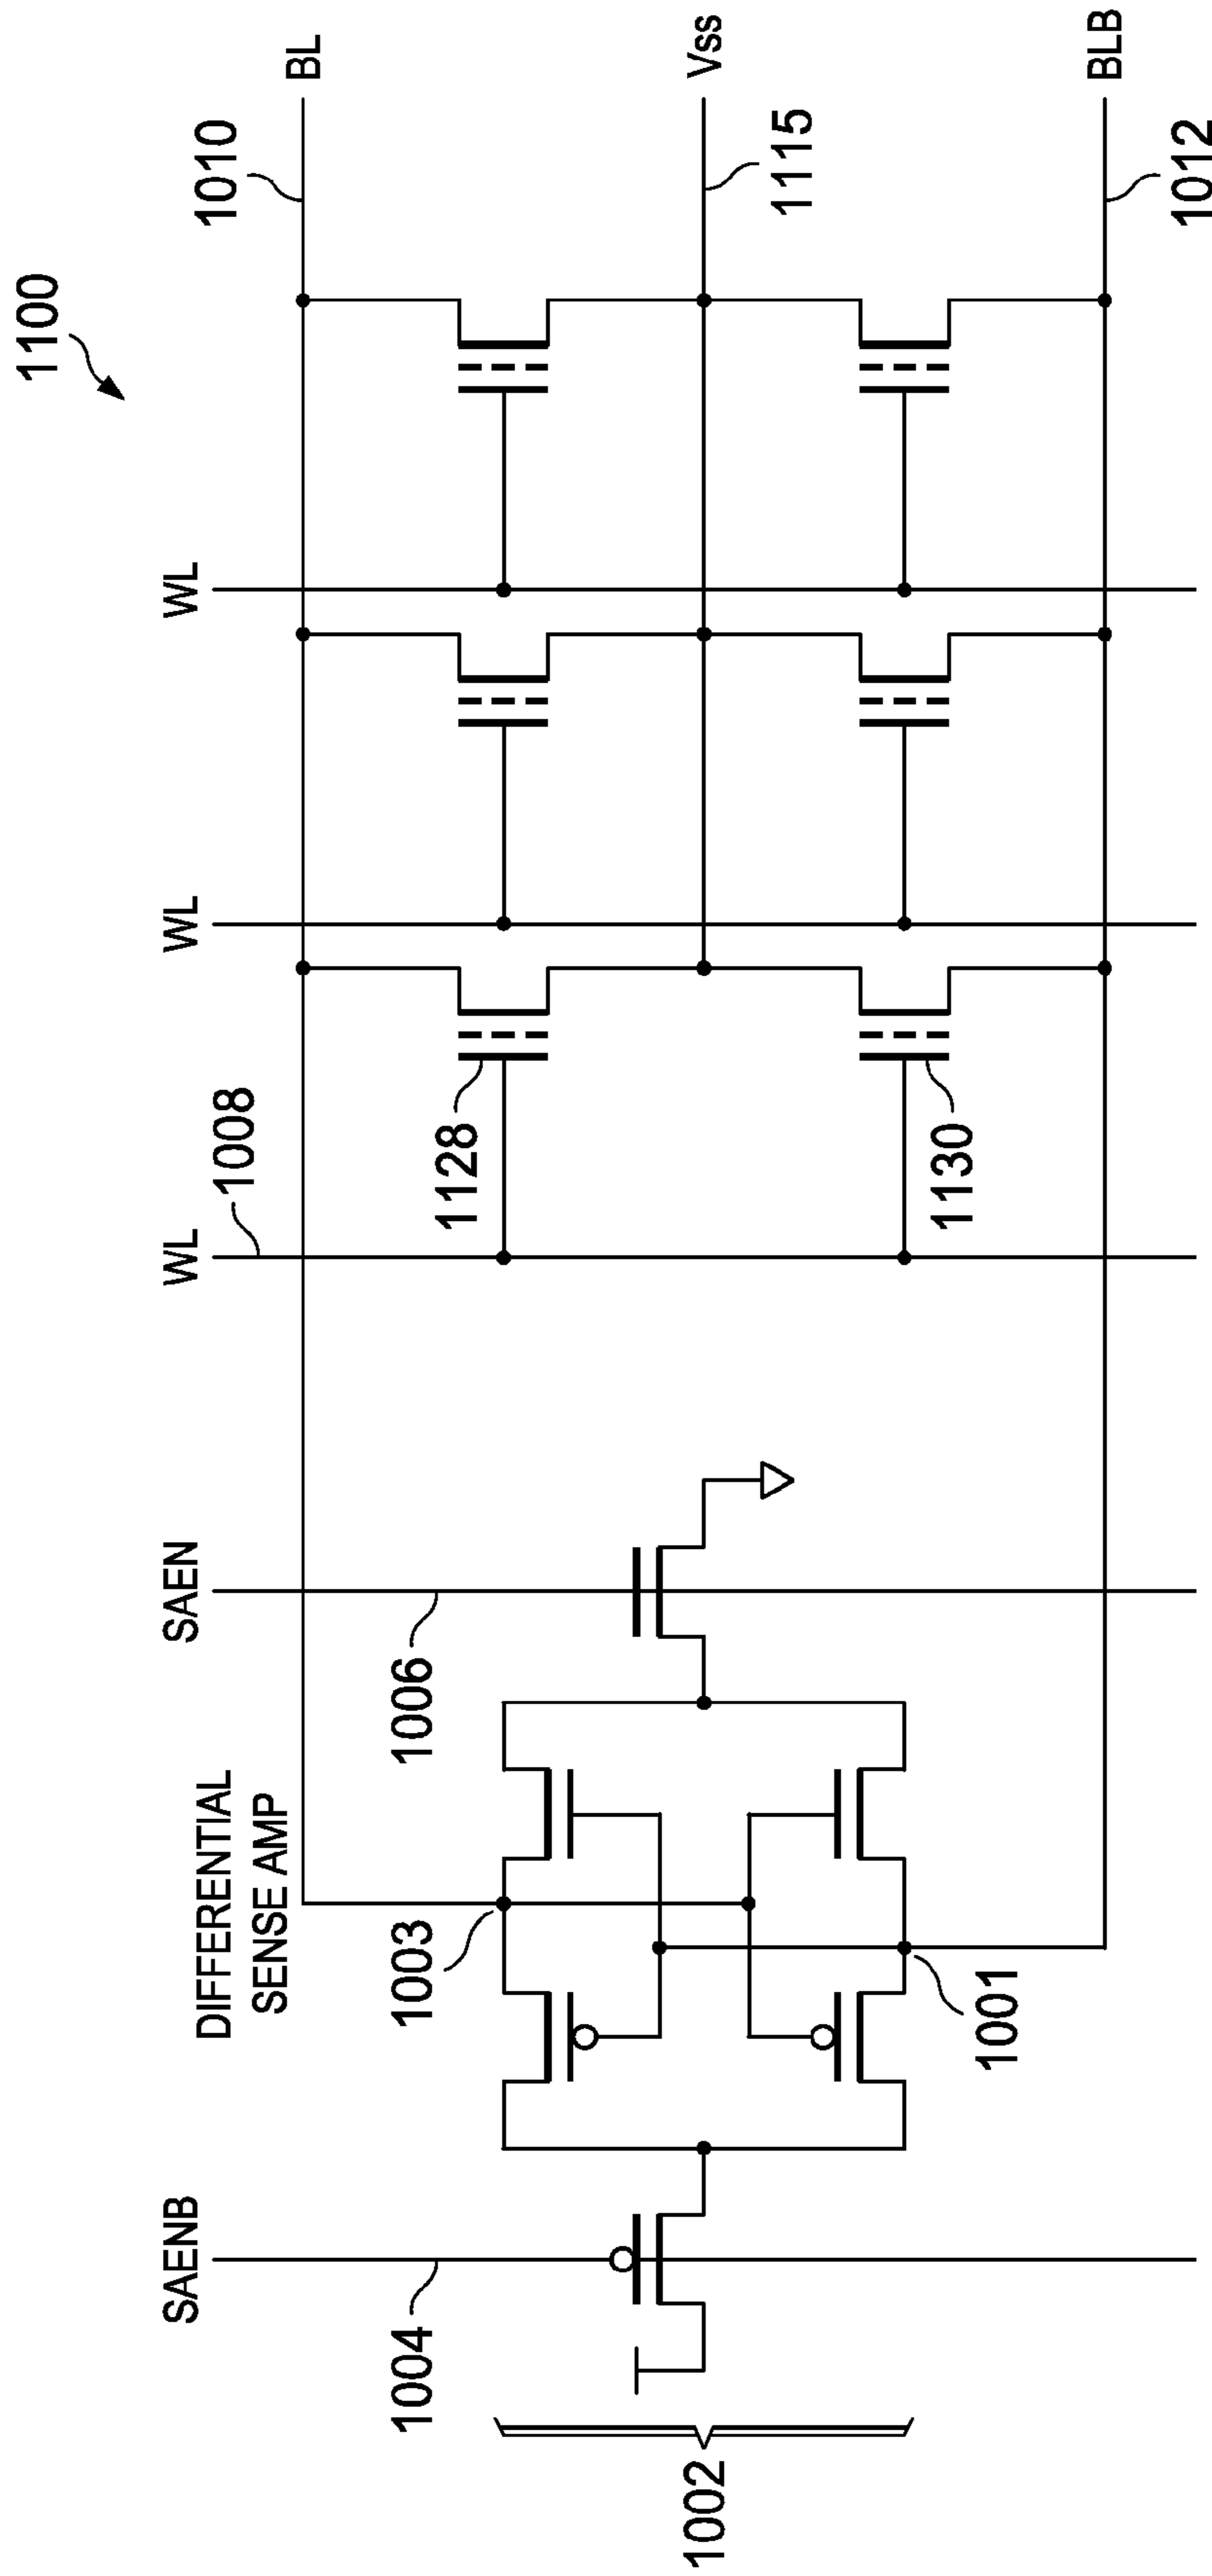 1100
BL
1010
Vss
1115
BLB
1012
WL
WL
WL
1008
1128
1130
SAEN
1006
DIFFERENTIAL
SENSE AMP
1003
1001
SAENB
1004
1002